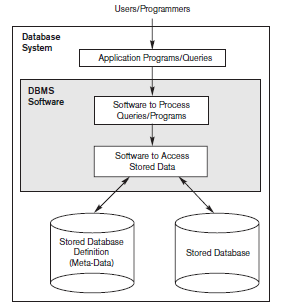 Users/Programmers
Database
System
Application Programs/Queries
DBMS
Software
Software to Process
Queries/Programs
Software to Access
Stored Data
Stored Database
Definition
(Meta-Data)
Stored Database